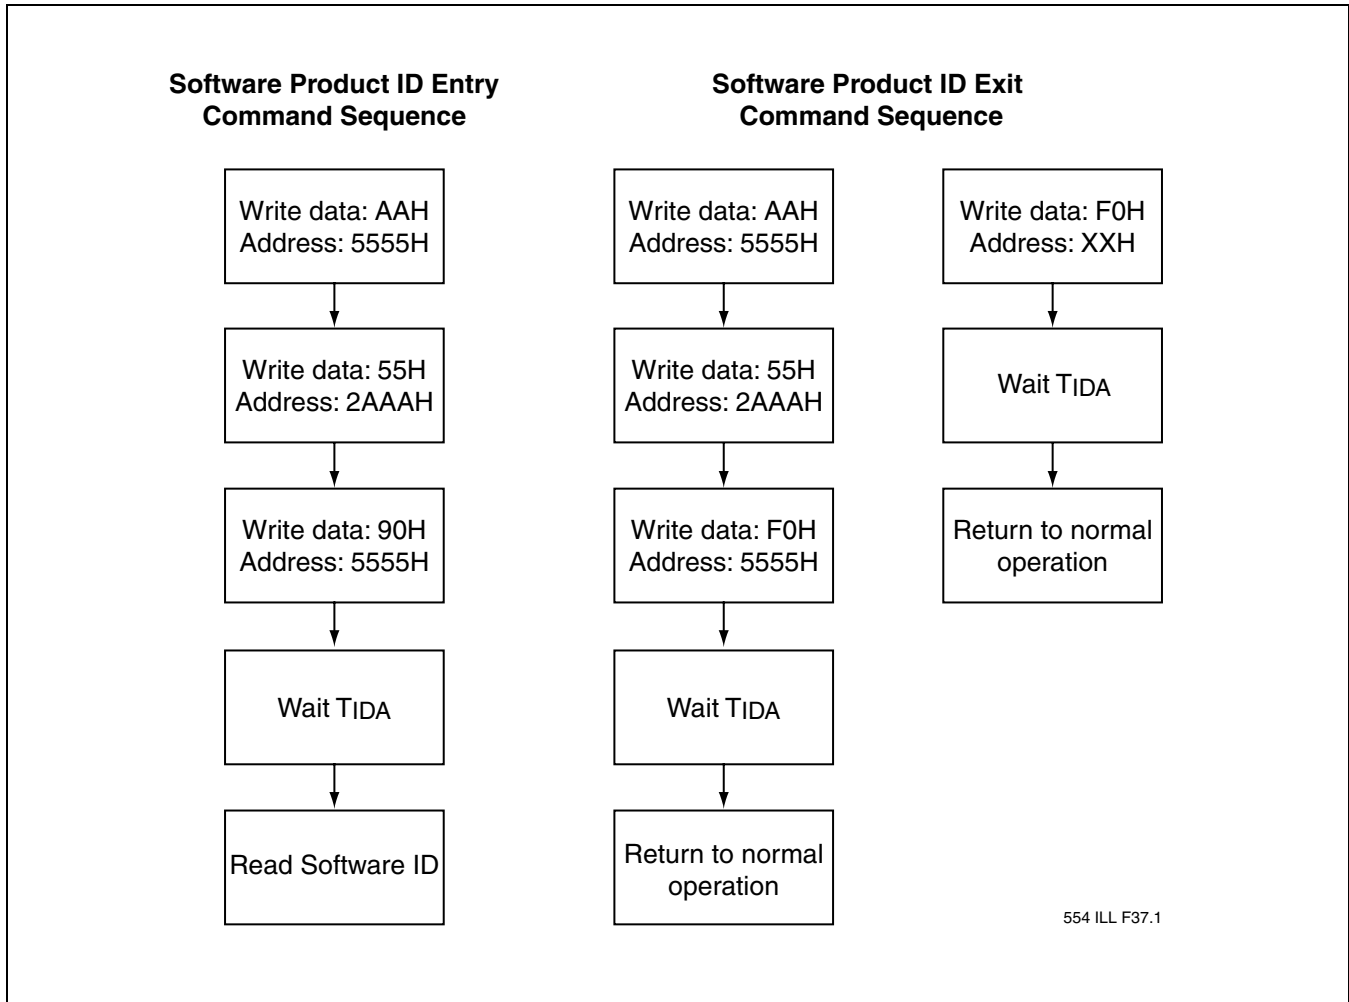 Software Product ID Entry
Command Sequence
Write data: AAH
Address: 5555H
Write data: 55H
Address: 2AAAH
Write data: 90H
Address: 5555H
Wait TIDA
Read Software ID
Software Product ID Exit
Command Sequence
Write data: AAH
Address: 5555H
Write data: 55H
Address: 2AAAH
Write data: F0H
Address: 5555H
Wait TIDA
Return to normal
operation
Write data: F0H
Address: XXH
Wait TIDA
Return to normal
operation
554 ILL F37.1